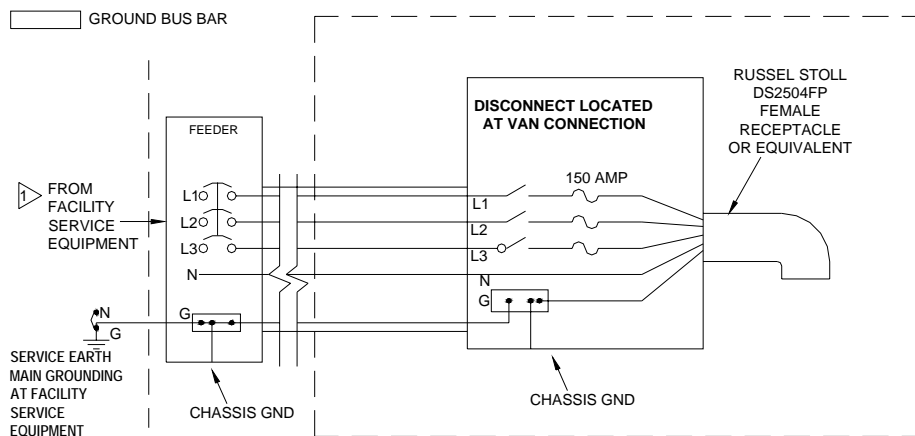 GROUND BUS BAR
FEEDER
DISCONNECT LOCATED
AT VAN CONNECTION
RUSSEL STOLL
DS2504FP
FEMALE
RECEPTACLE
OR EQUIVALENT
1
FROM
FACILITY
SERVICE
EQUIPMENT
L1
L2
L3
N
G
150 AMP
L1
L2
L3
N
G
N
G
SERVICE EARTH
MAIN GROUNDING
AT FACILITY
SERVICE
EQUIPMENT
CHASSIS GND
CHASSIS GND